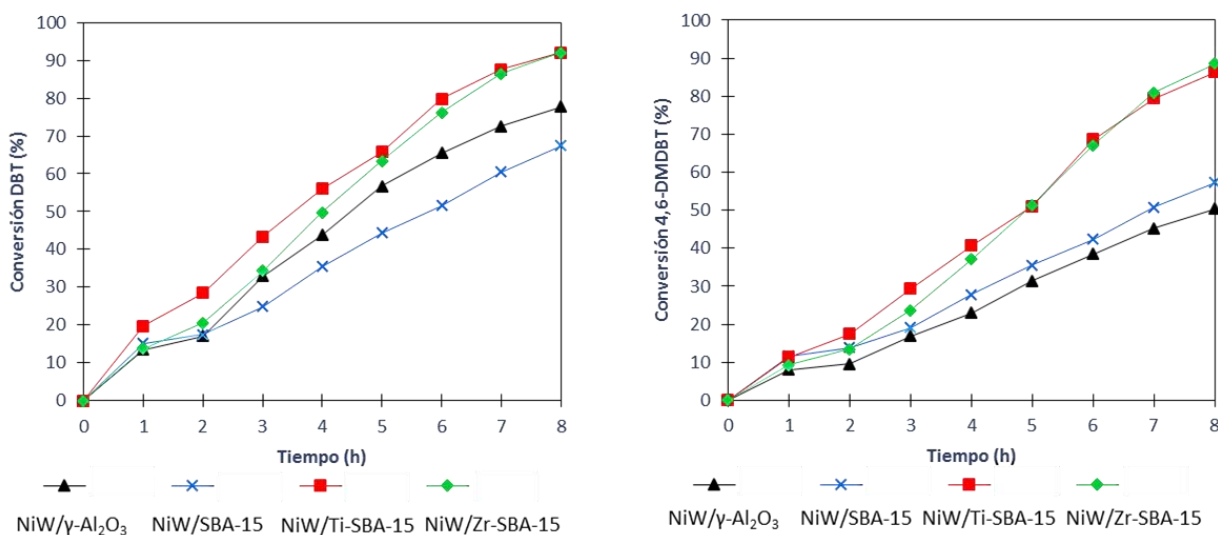 Conversión DBT (%)
100
90
80
70
60
50
40
30
20
10
0
0 1 2 3 4 5 6 7 8
Tiempo (h)
NiW/γ-Al₂O₃ NiW/SBA-15 NiW/Ti-SBA-15 NiW/Zr-SBA-15
Conversión 4,6-DMDBT (%)
100
90
80
70
60
50
40
30
20
10
0
0 1 2 3 4 5 6 7 8
Tiempo (h)
NiW/γ-Al₂O₃ NiW/SBA-15 NiW/Ti-SBA-15 NiW/Zr-SBA-15